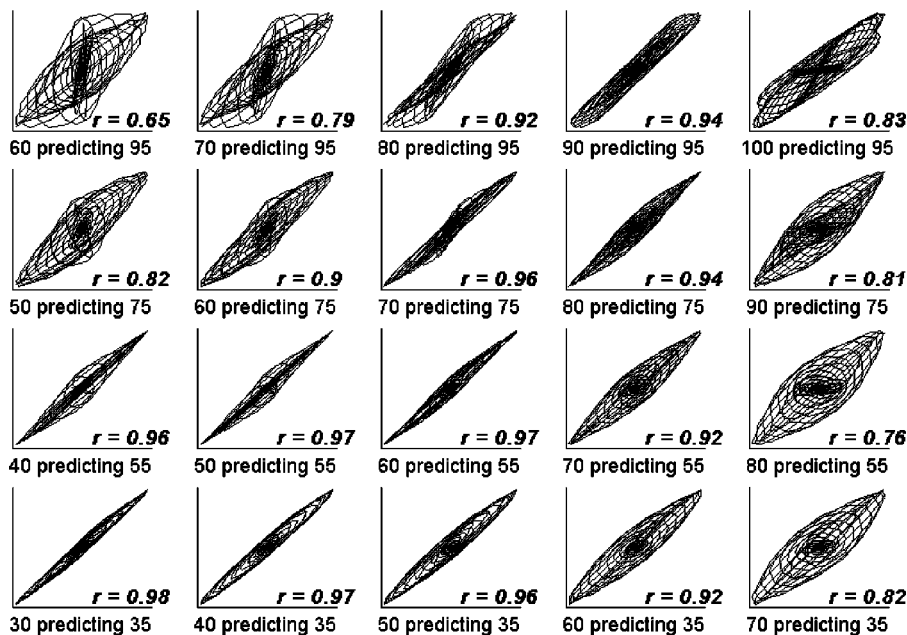 r = 0.65
r = 0.79
r = 0.92
r = 0.94
r = 0.83
60 predicting 95
70 predicting 95
80 predicting 95
90 predicting 95
100 predicting 95
r = 0.82
r = 0.9
r = 0.96
r = 0.94
r = 0.81
50 predicting 75
60 predicting 75
70 predicting 75
80 predicting 75
90 predicting 75
r = 0.96
r = 0.97
r = 0.97
r = 0.92
r = 0.76
40 predicting 55
50 predicting 55
60 predicting 55
70 predicting 55
80 predicting 55
r = 0.98
r = 0.97
r = 0.96
r = 0.92
r = 0.82
30 predicting 35
40 predicting 35
50 predicting 35
60 predicting 35
70 predicting 35